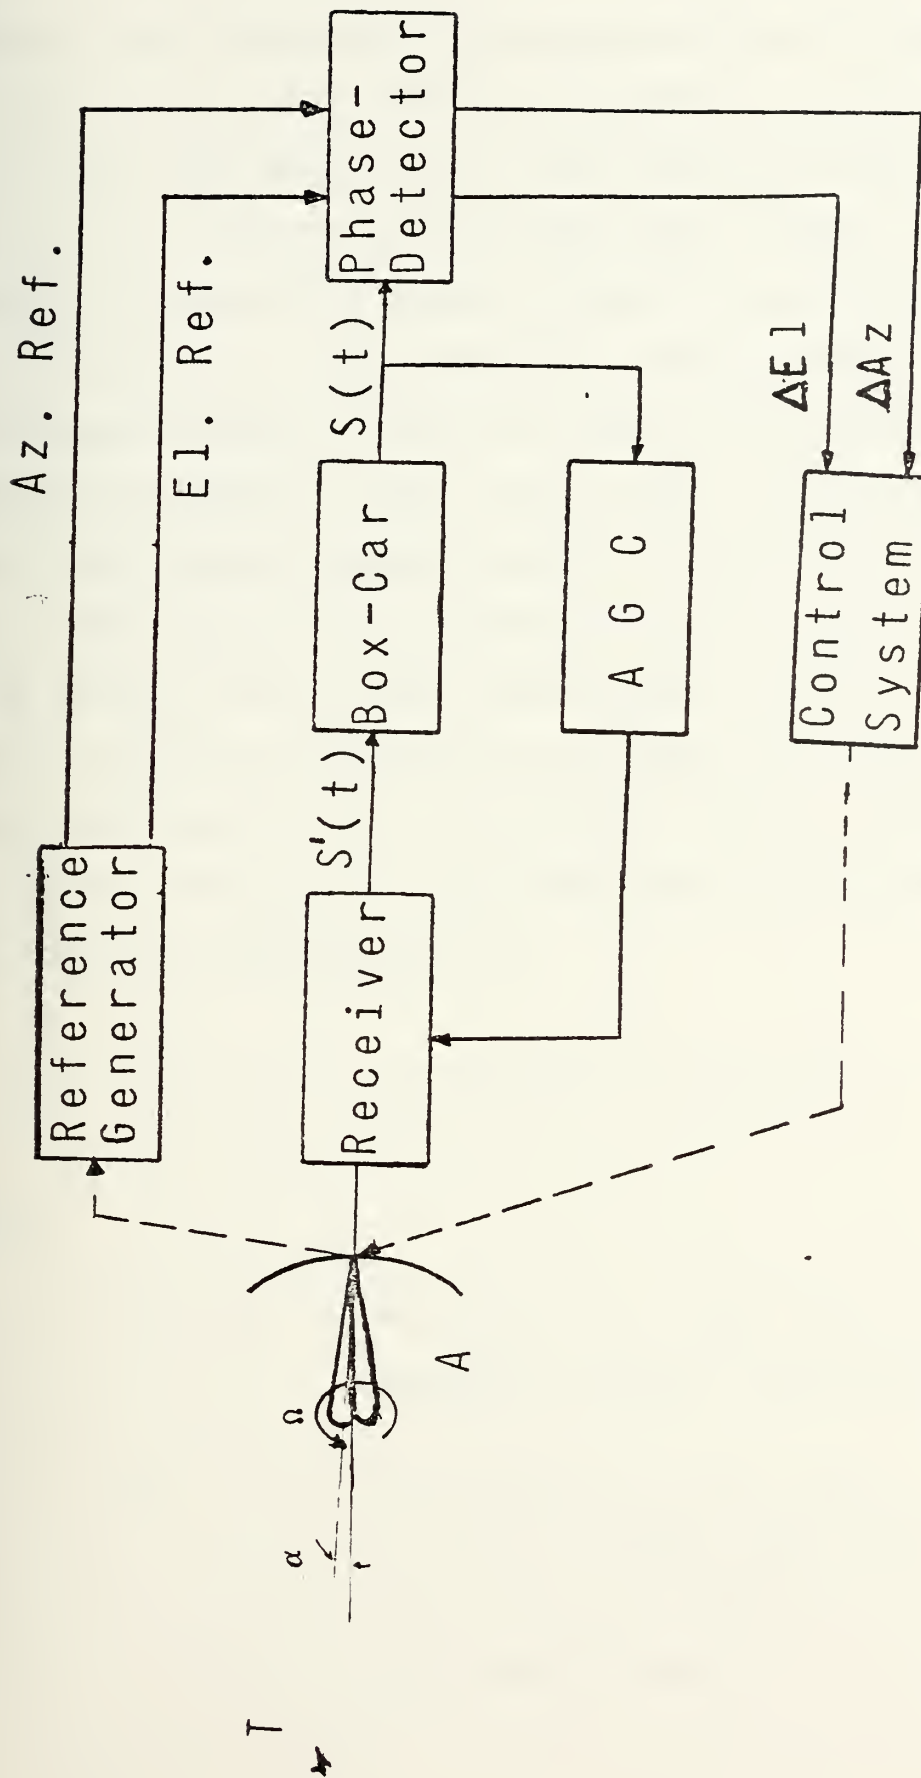 Az. Ref.
El. Ref.
Reference
Generator
Phase-
Detector
S(t)
Box-Car
S'(t)
Receiver
A G C
ΔEl
ΔAz
Control
System
Ω
α
A
T